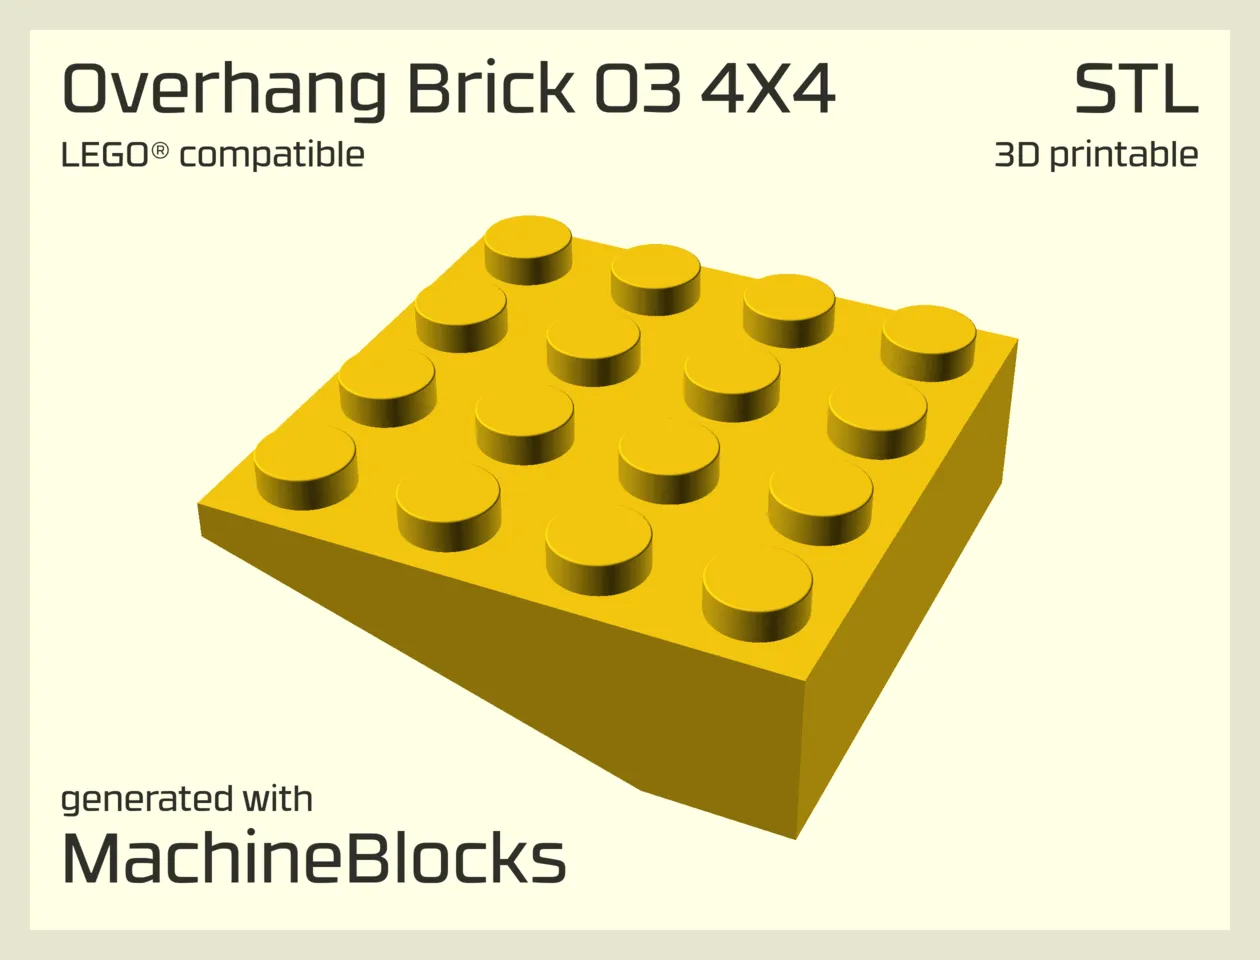 Overhang Brick 03 4X4
STL
LEGO® compatible
3D printable
generated with
MachineBlocks